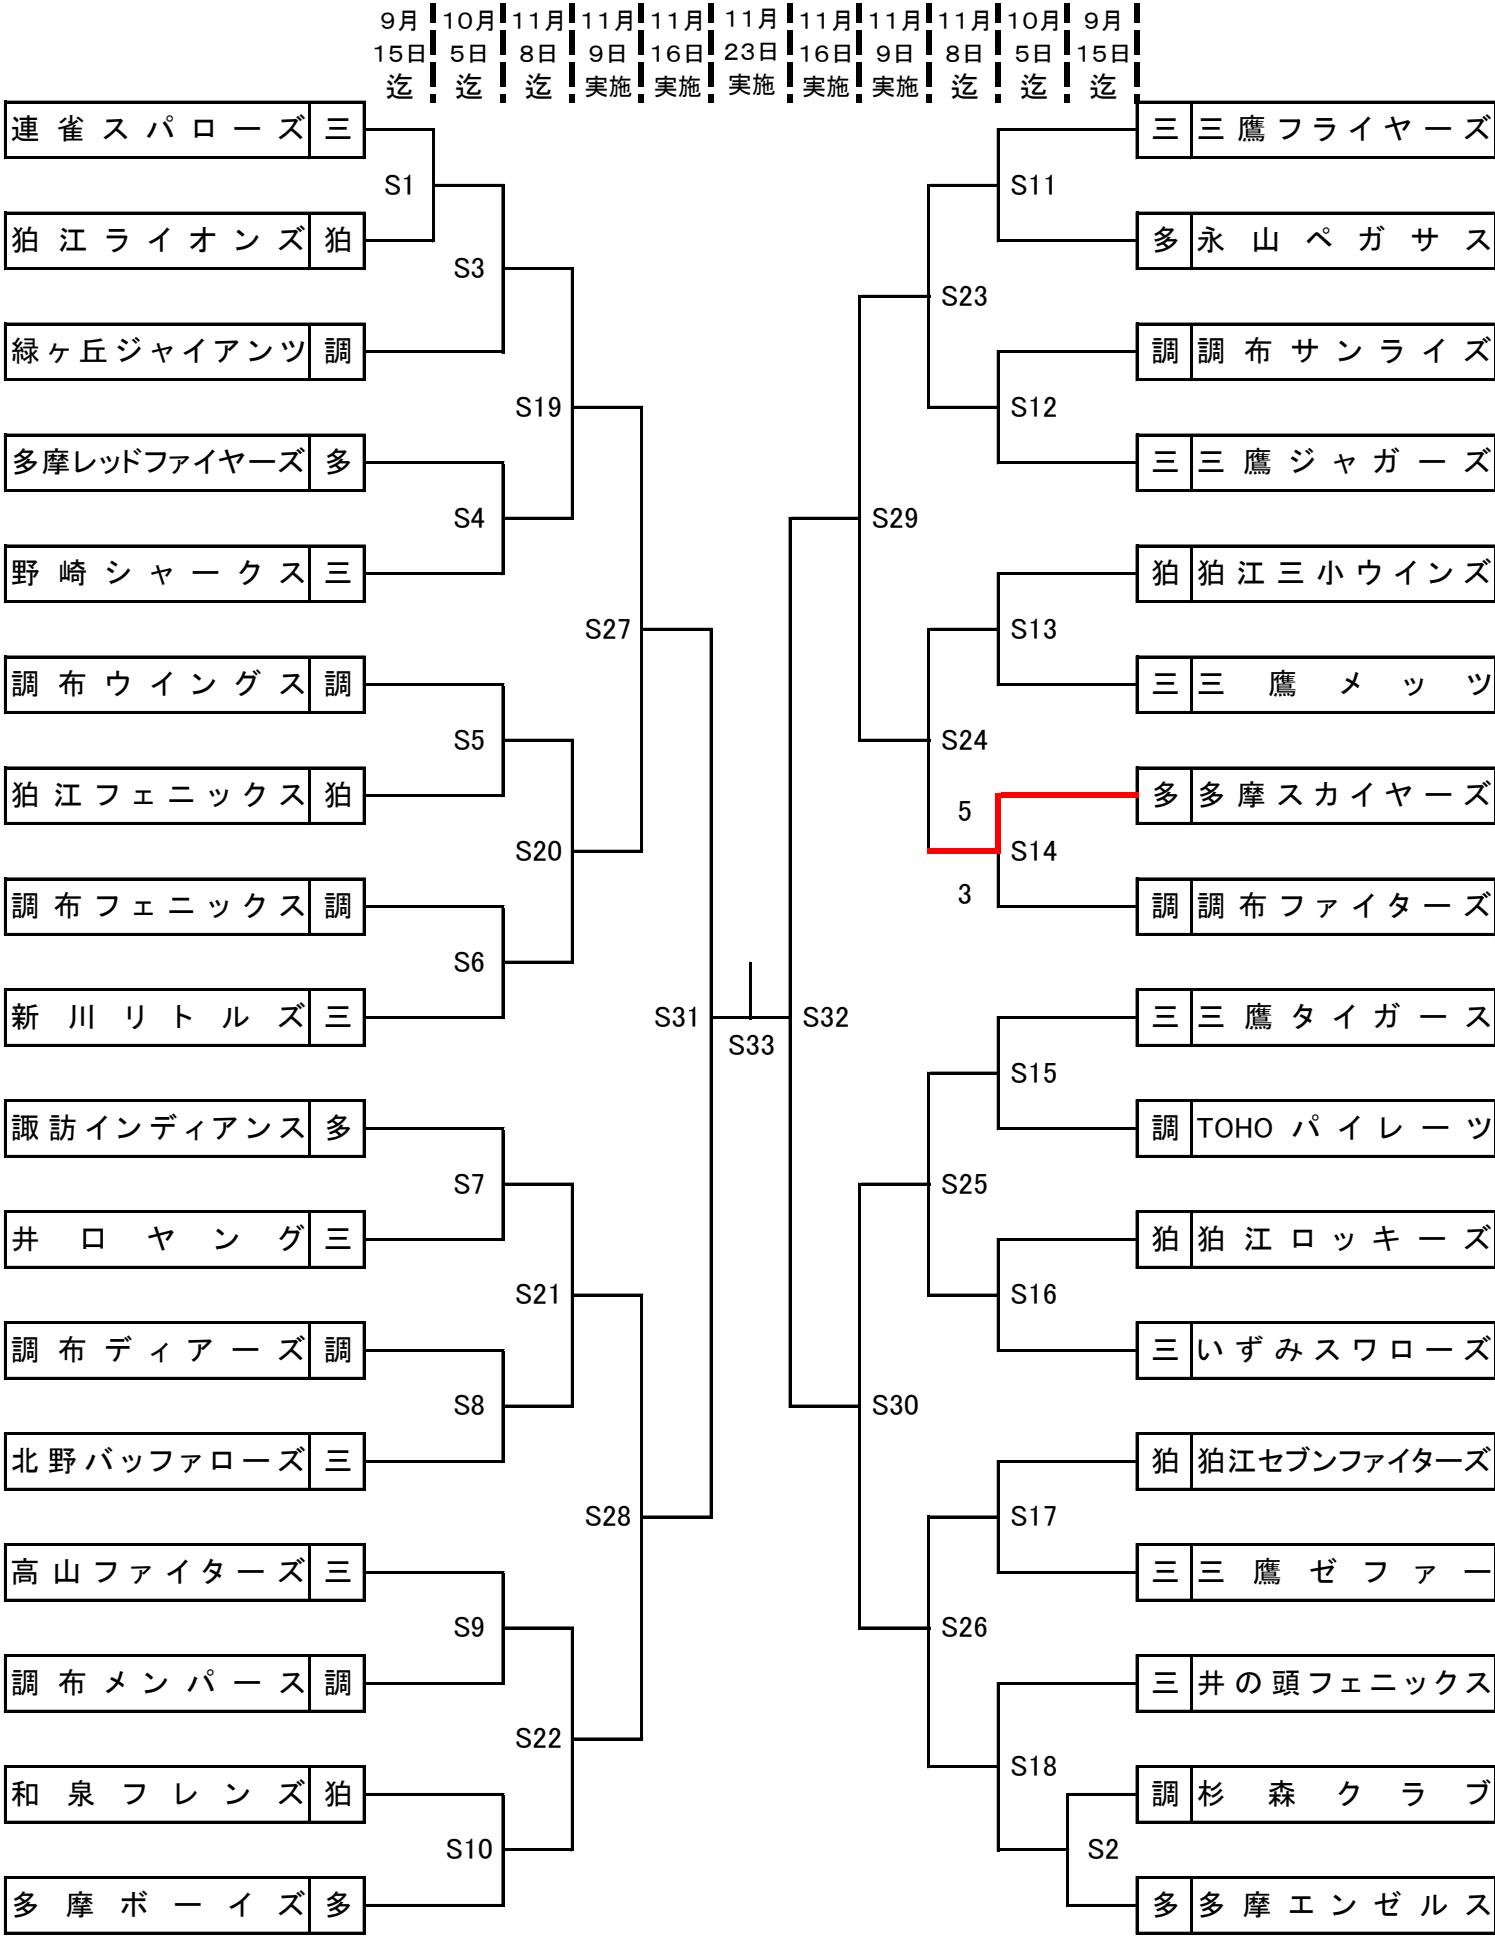 9月 10月 11月 11月 11月 11月 11月 11月 11月 10月 9月
15日 5日 8日 9日 16日 23日 16日 9日 8日 5日 15日
迄 迄 迄 実施 実施 実施 実施 実施 迄 迄 迄
連雀スパローズ 三
S1
狛江ライオンズ 狛
S3
緑ヶ丘ジャイアンツ 調
S19
多摩レッドファイヤーズ 多
S4
野崎シャークス 三
S27
調布ウイングス 調
S5
狛江フェニックス 狛
S20
調布フェニックス 調
S6
新川リトルズ 三
S31
諏訪インディアンス 多
S7
井口ヤング 三
S21
調布ディアーズ 調
S8
北野バッファローズ 三
S28
高山ファイターズ 三
S9
調布メンパース 調
S22
和泉フレンズ 狛
S10
多摩ボーイズ 多
S33
三 三鷹フライヤーズ
S11
多 永山ペガサス
S23
調 調布サンライズ
S12
三 三鷹ジャガーズ
S29
狛 狛江三小ウインズ
S13
三 三鷹メッツ
S24
多 多摩スカイヤーズ
5
S14
3
調 調布ファイターズ
三 三鷹タイガース
S32
S15
調 TOHOパイレーツ
S25
狛 狛江ロッキーズ
S16
三 いずみスワローズ
S30
狛 狛江セブンファイターズ
S17
三 三鷹ゼファー
S26
三 井の頭フェニックス
S18
調 杉森クラブ
S2
多 多摩エンゼルス